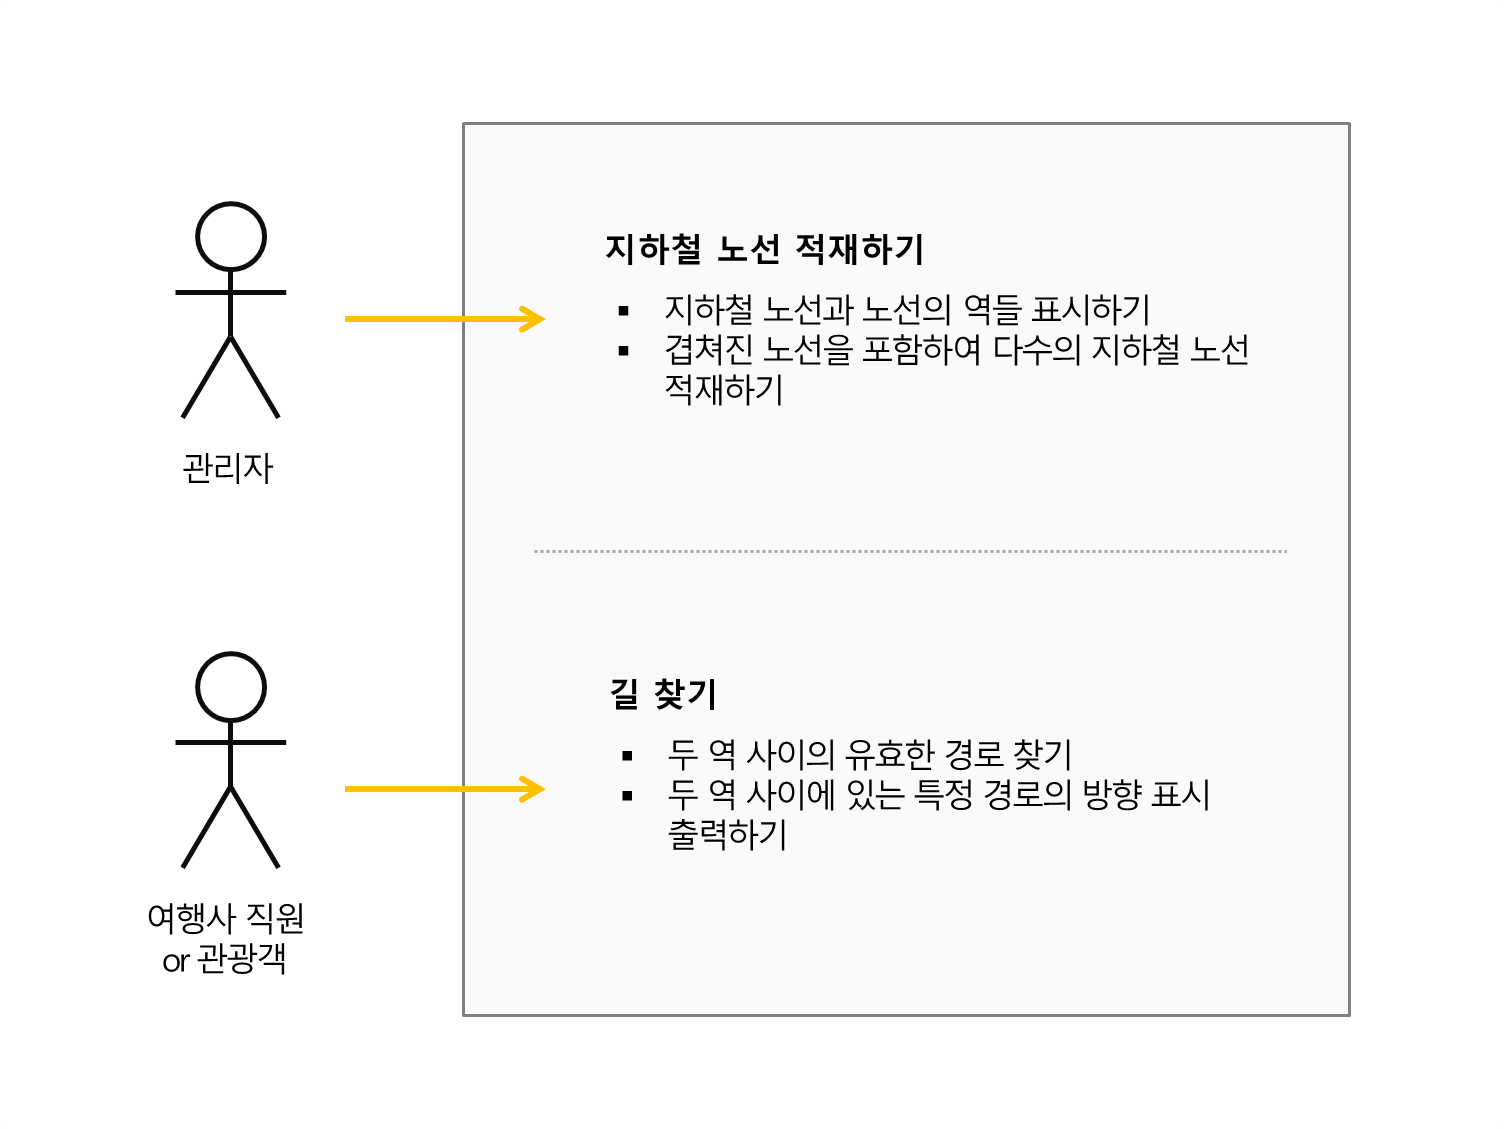 지하철 노선 적재하기
▪ 지하철 노선과 노선의 역들 표시하기
▪ 겹쳐진 노선을 포함하여 다수의 지하철 노선
적재하기
관리자
길 찾기
▪ 두 역 사이의 유효한 경로 찾기
▪ 두 역 사이에 있는 특정 경로의 방향 표시
출력하기
여행사 직원
or 관광객